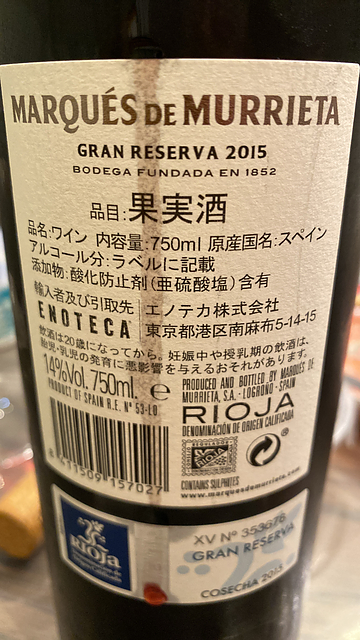 MARQUÉS DE MURRIETA
GRAN RESERVA 2015
BODEGA FUNDADA EN 1852
品目:果実酒
品名:ワイン 内容量:750ml 原産国名:スペイン
アルコール分:ラベルに記載
添加物:酸化防止剤(亜硫酸塩)含有
輸入者及び引取先
ENOTECA
エノテカ株式会社
東京都港区南麻布5-14-15
飲酒は20歳になってから。妊娠中や授乳期の飲酒は、
胎児・乳児の発育に悪影響を与えるおそれがあります。
14%Vol. 750ml. e
PRODUCT OF SPAIN R.E. Nº 53-LO
PRODUCED AND BOTTLED BY MARQUÉS DE
MURRIETA, S.A. - LOGROÑO - SPAIN
RIOJA
DENOMINACIÓN DE ORIGEN CALIFICADA
8 411509 157027
RIOJA
CONTAINS SULPHITES
www.marquesdemurrieta.com
Rioja
XV Nº 353676
GRAN RESERVA
COSECHA 2015